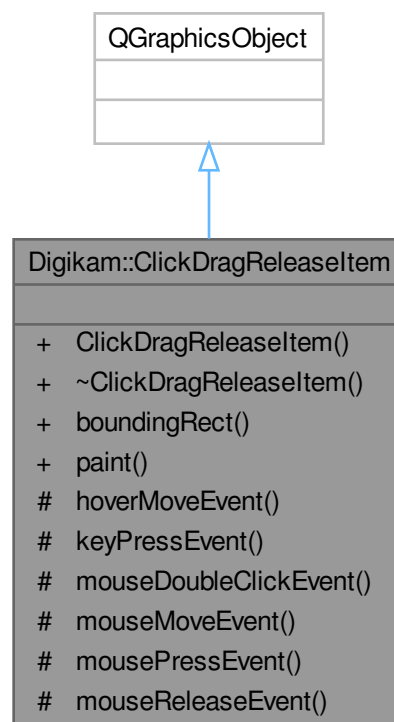 QGraphicsObject
Digikam::ClickDragReleaseItem
+ ClickDragReleaseItem()
+ ~ClickDragReleaseItem()
+ boundingRect()
+ paint()
# hoverMoveEvent()
# keyPressEvent()
# mouseDoubleClickEvent()
# mouseMoveEvent()
# mousePressEvent()
# mouseReleaseEvent()